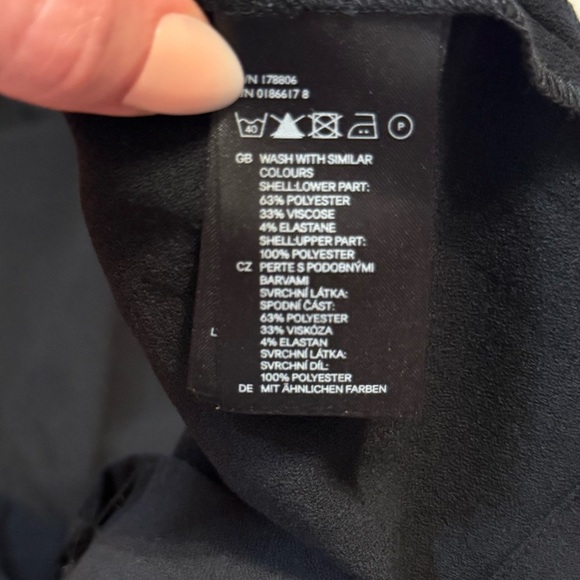 178806
0186617 8
40 P
GB WASH WITH SIMILAR
COLOURS
SHELL:LOWER PART:
63% POLYESTER
33% VISCOSE
4% ELASTANE
SHELL:UPPER PART:
100% POLYESTER
CZ PERTE S PODOBNÝMI
BARVAMI
SVRCHNÍ LÁTKA:
SPODNÍ ČÁST:
63% POLYESTER
L 33% VISKÓZA
4% ELASTAN
SVRCHNÍ LÁTKA:
SVRCHNÍ DÍL:
100% POLYESTER
DE MIT ÄHNLICHEN FARBEN